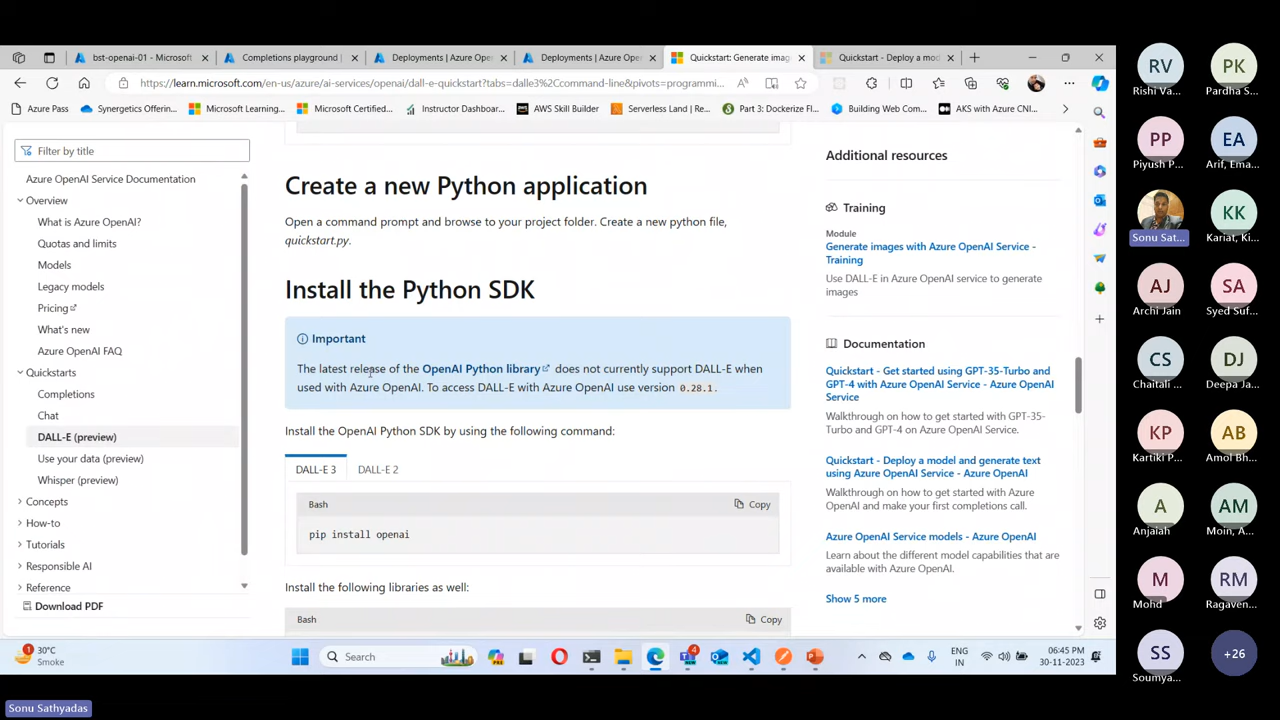 bst-openai-01 - Microsoft
Completions playground |
Deployments | Azure Open
Deployments | Azure Open
Quickstart: Generate imag
Quickstart - Deploy a mod
https://learn.microsoft.com/en-us/azure/ai-services/openai/dall-e-quickstart?tabs=dalle3%2Ccommand-line&pivots=programmi...
Azure Pass
Synergetics Offering...
Microsoft Learning...
Microsoft Certified...
Instructor Dashboar...
AWS Skill Builder
Serverless Land | Re...
Part 3: Dockerize Fl...
Building Web Com...
AKS with Azure CNI...
Filter by title
Azure OpenAI Service Documentation
Overview
What is Azure OpenAI?
Quotas and limits
Models
Legacy models
Pricing
What's new
Azure OpenAI FAQ
Quickstarts
Completions
Chat
DALL-E (preview)
Use your data (preview)
Whisper (preview)
Concepts
How-to
Tutorials
Responsible AI
Reference
Download PDF
Create a new Python application
Open a command prompt and browse to your project folder. Create a new python file,
quickstart.py.
Install the Python SDK
Important
The latest release of the OpenAI Python library does not currently support DALL-E when
used with Azure OpenAI. To access DALL-E with Azure OpenAI use version 0.28.1.
Install the OpenAI Python SDK by using the following command:
DALL-E 3 DALL-E 2
Bash Copy
pip install openai
Install the following libraries as well:
Bash Copy
Additional resources
Training
Module
Generate images with Azure OpenAI Service -
Training
Use DALL-E in Azure OpenAI service to generate
images
Documentation
Quickstart - Get started using GPT-35-Turbo and
GPT-4 with Azure OpenAI Service - Azure OpenAI
Service
Walkthrough on how to get started with GPT-35-
Turbo and GPT-4 on Azure OpenAI Service.
Quickstart - Deploy a model and generate text
using Azure OpenAI Service - Azure OpenAI
Walkthrough on how to get started with Azure
OpenAI and make your first completions call.
Azure OpenAI Service models - Azure OpenAI
Learn about the different model capabilities that are
available with Azure OpenAI.
Show 5 more
1
30°C
Smoke
Search
4
ENG
IN
06:45 PM
30-11-2023
RV
Rishi Va...
PK
Pardha S...
PP
Piyush P...
EA
Arif, Ema...
Sonu Sat...
KK
Kariat, Ki...
AJ
Archi Jain
SA
Syed Suf...
CS
Chaitali ...
DJ
Deepa Ja...
KP
Kartiki P...
AB
Amol Bh...
A
Anjaiah
AM
Moin, A...
M
Mohd
RM
Ragaven...
SS
Soumya...
+26
Sonu Sathyadas